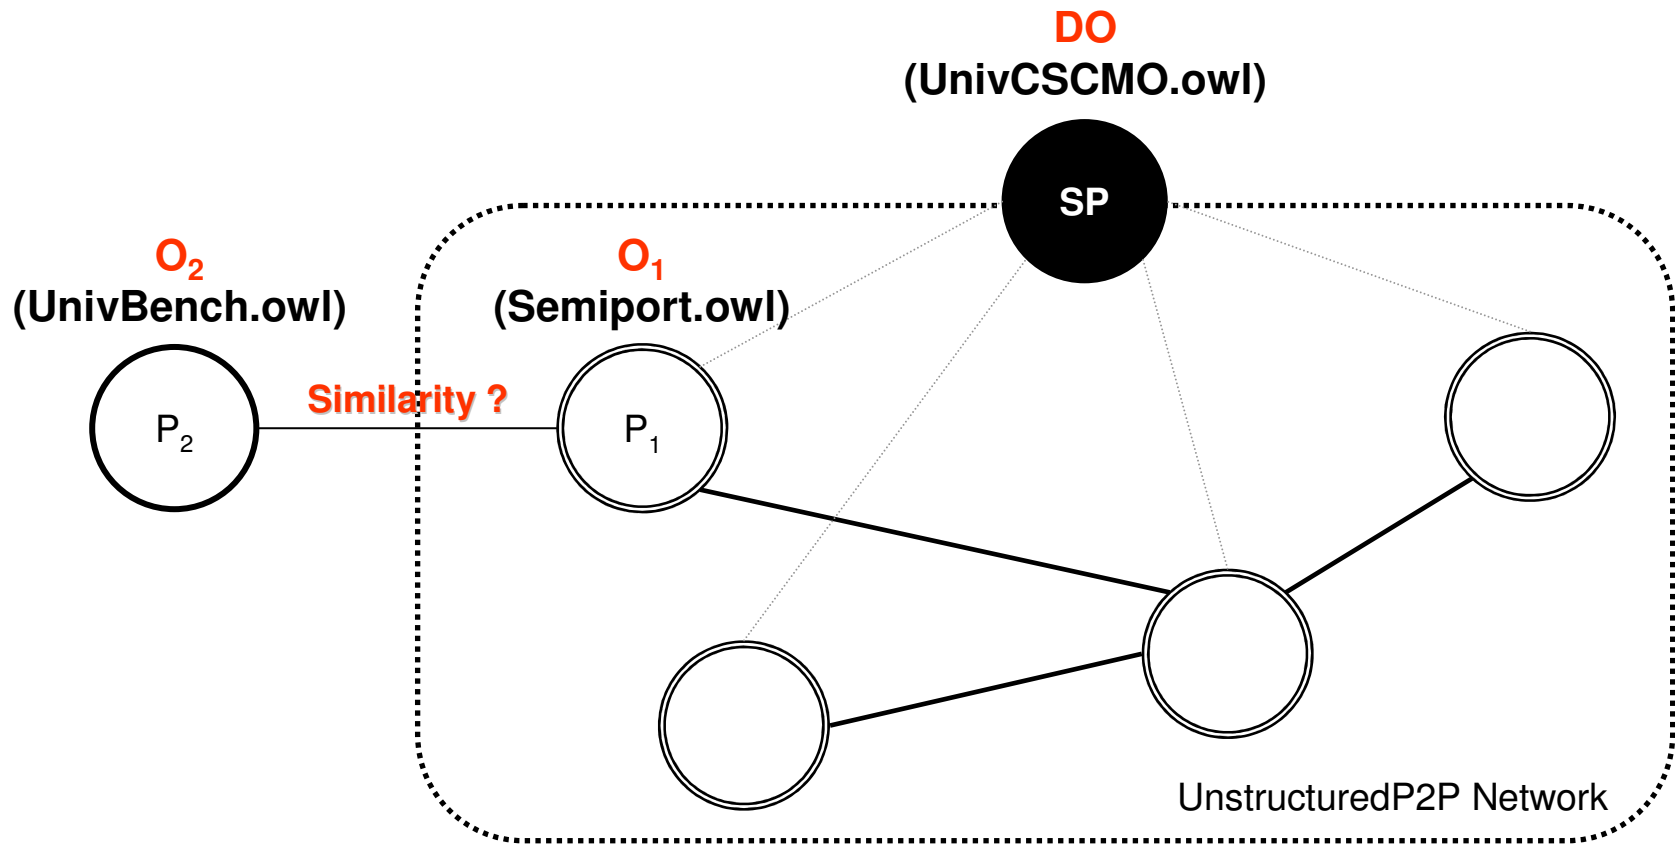 DO
(UnivCSCMO.owl)
SP
O2
(UnivBench.owl)
O1
(Semiport.owl)
Similarity ?
P2
P1
UnstructuredP2P Network